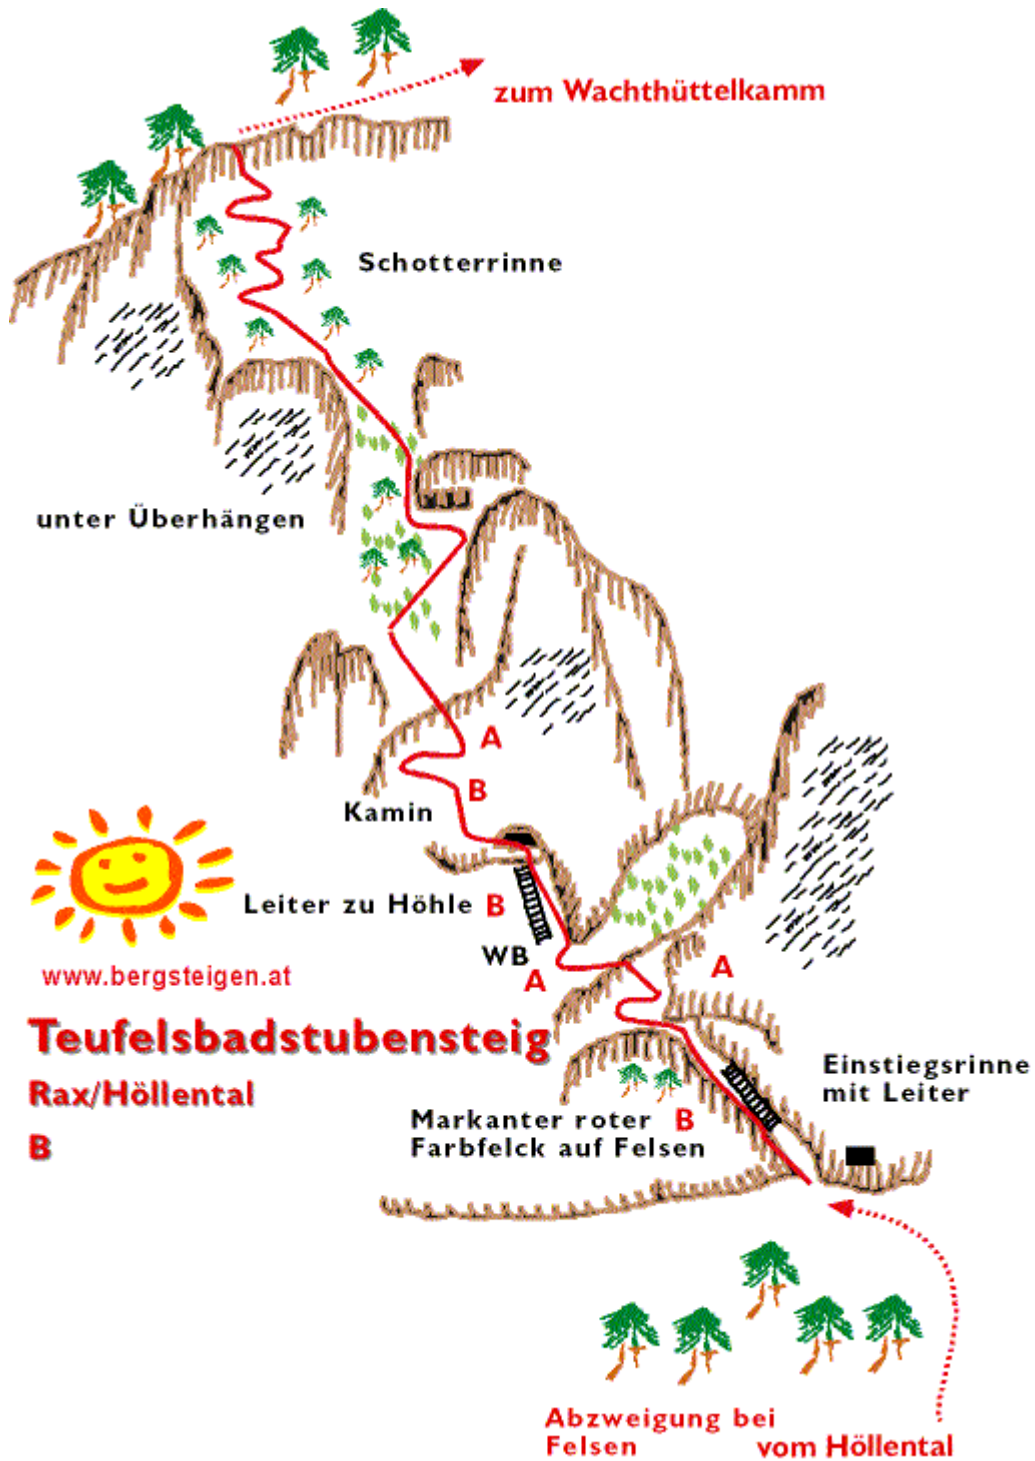 zum Wachthüttelkamm
Schotterrinne
unter Überhängen
A
B
Kamin
Leiter zu Höhle B
WB
A
A
www.bergsteigen.at
Teufelsbadstubensteig
Rax/Höllental
B
Einstiegsrinne
mit Leiter
Markanter roter B
Farbfelck auf Felsen
Abzweigung bei
Felsen
vom Höllental